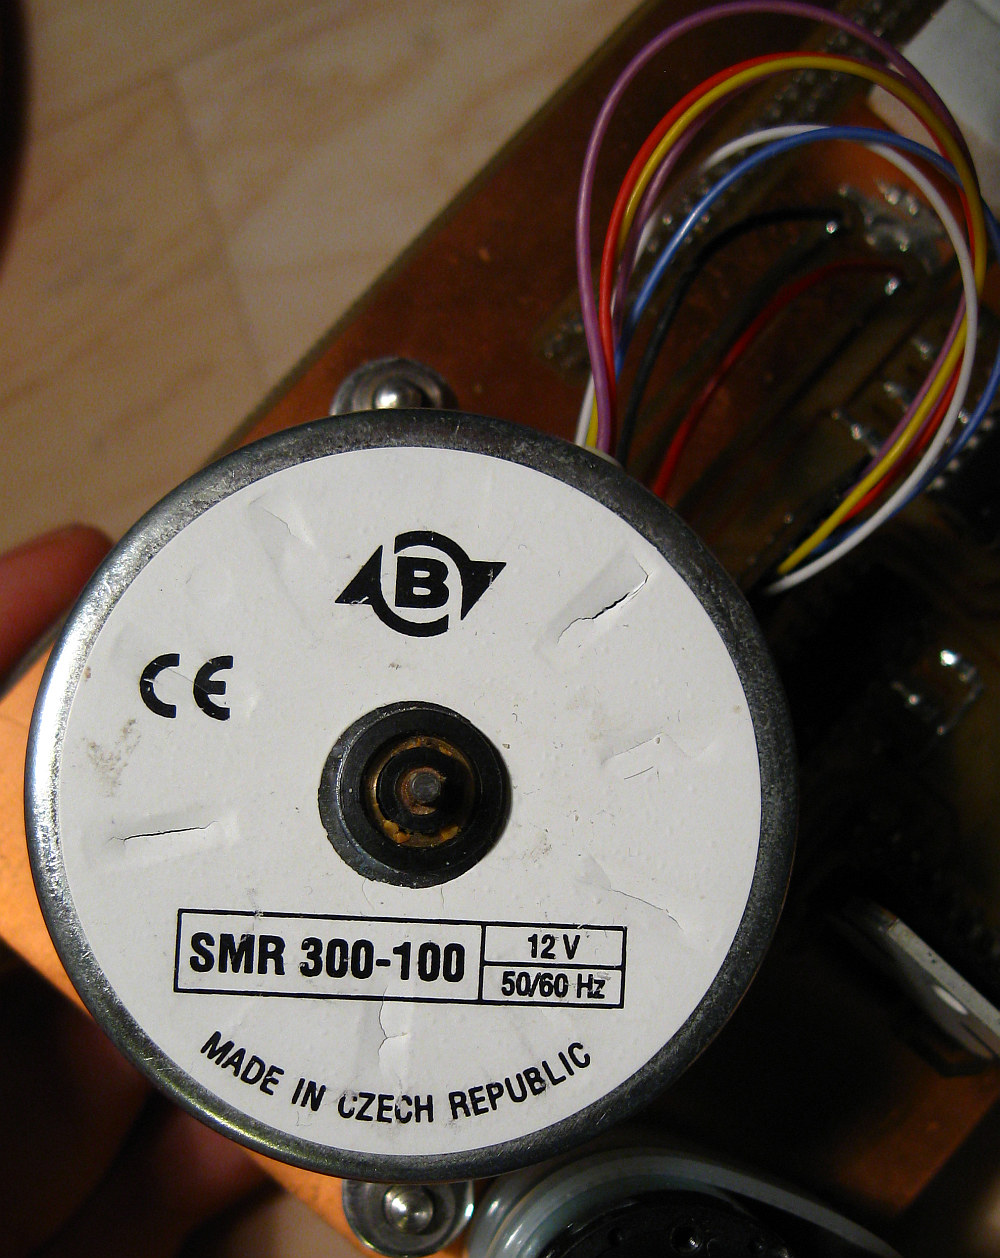 B
CE
SMR 300-100
12 V
50/60 Hz
MADE IN CZECH REPUBLIC